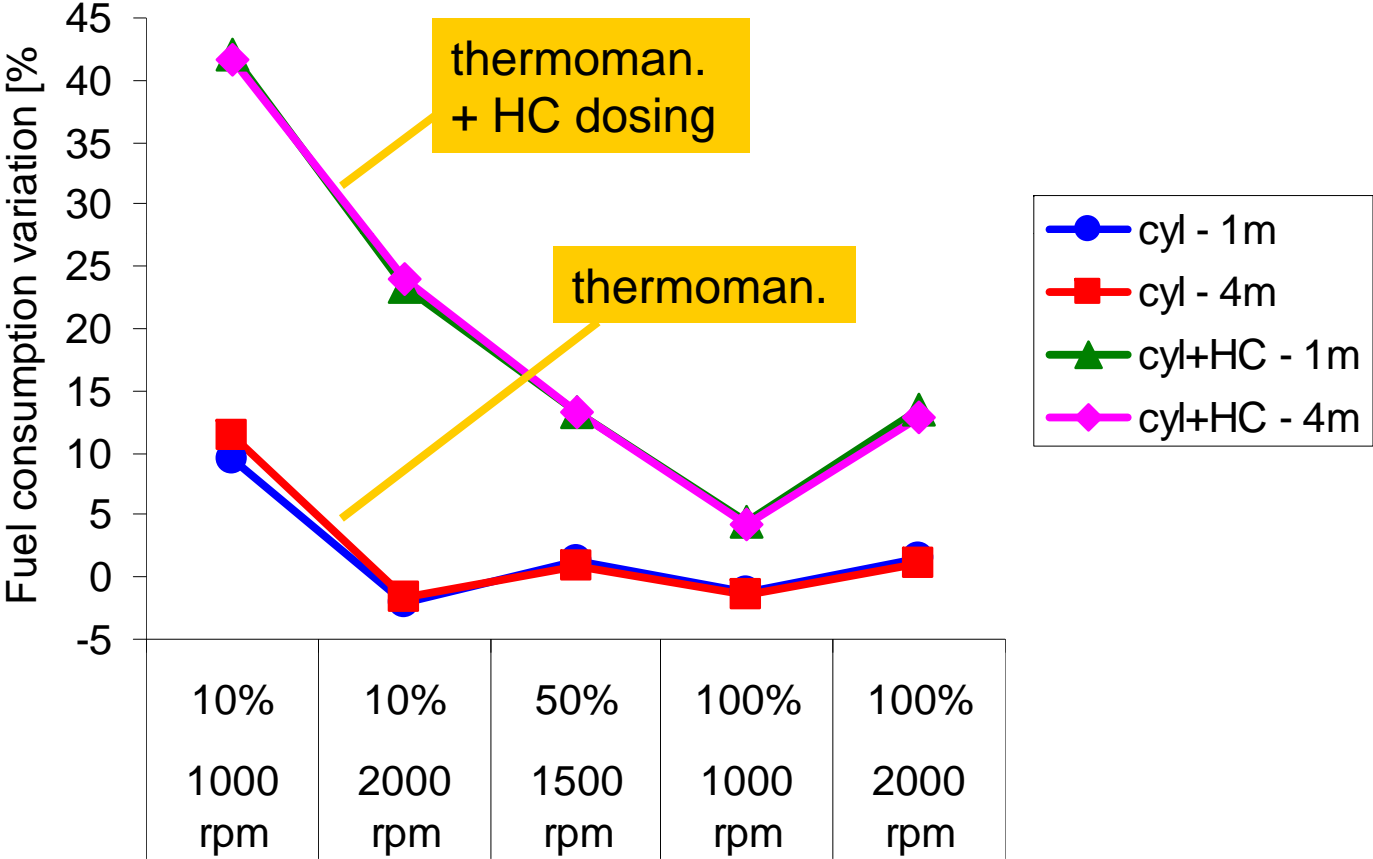 Fuel consumption variation [%
45
40
35
30
25
20
15
10
5
0
-5
thermoman.
+ HC dosing
thermoman.
cyl - 1m
cyl - 4m
cyl+HC - 1m
cyl+HC - 4m
10% 10% 50% 100% 100%
1000 2000 1500 1000 2000
rpm rpm rpm rpm rpm